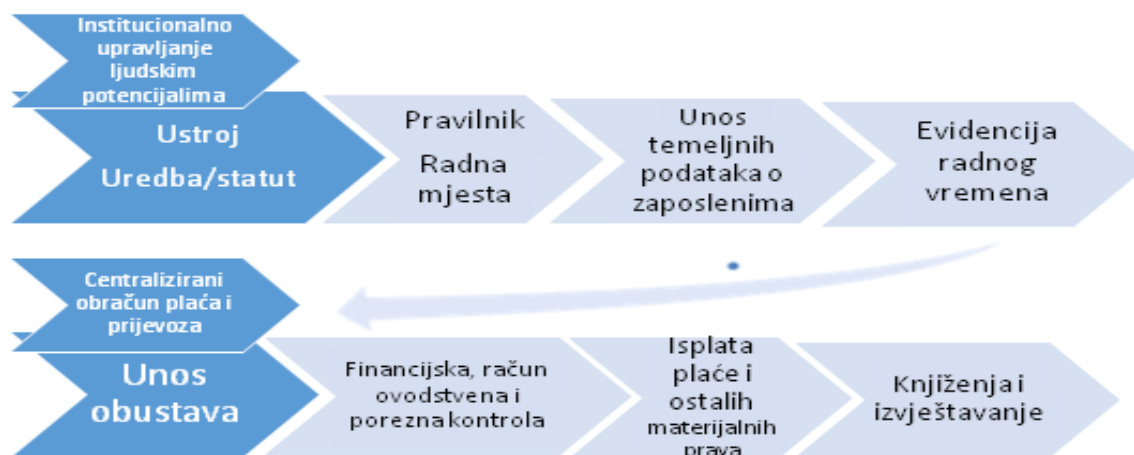 Institucionalno
upravljanje
ljudskim
potencijalima
Ustroj
Uredba/statut
Pravilnik
Radna
mjesta
Unos
temeljnih
podataka o
zaposlenima
Evidencija
radnog
vremena
Centralizirani
obračun plaća i
prijevoza
Unos
obustava
Financijska, račun
ovodstvena i
porezna kontrola
Isplata
plaće i
ostalih
materijalnih
prava
Knjiženja i
izvještavanje